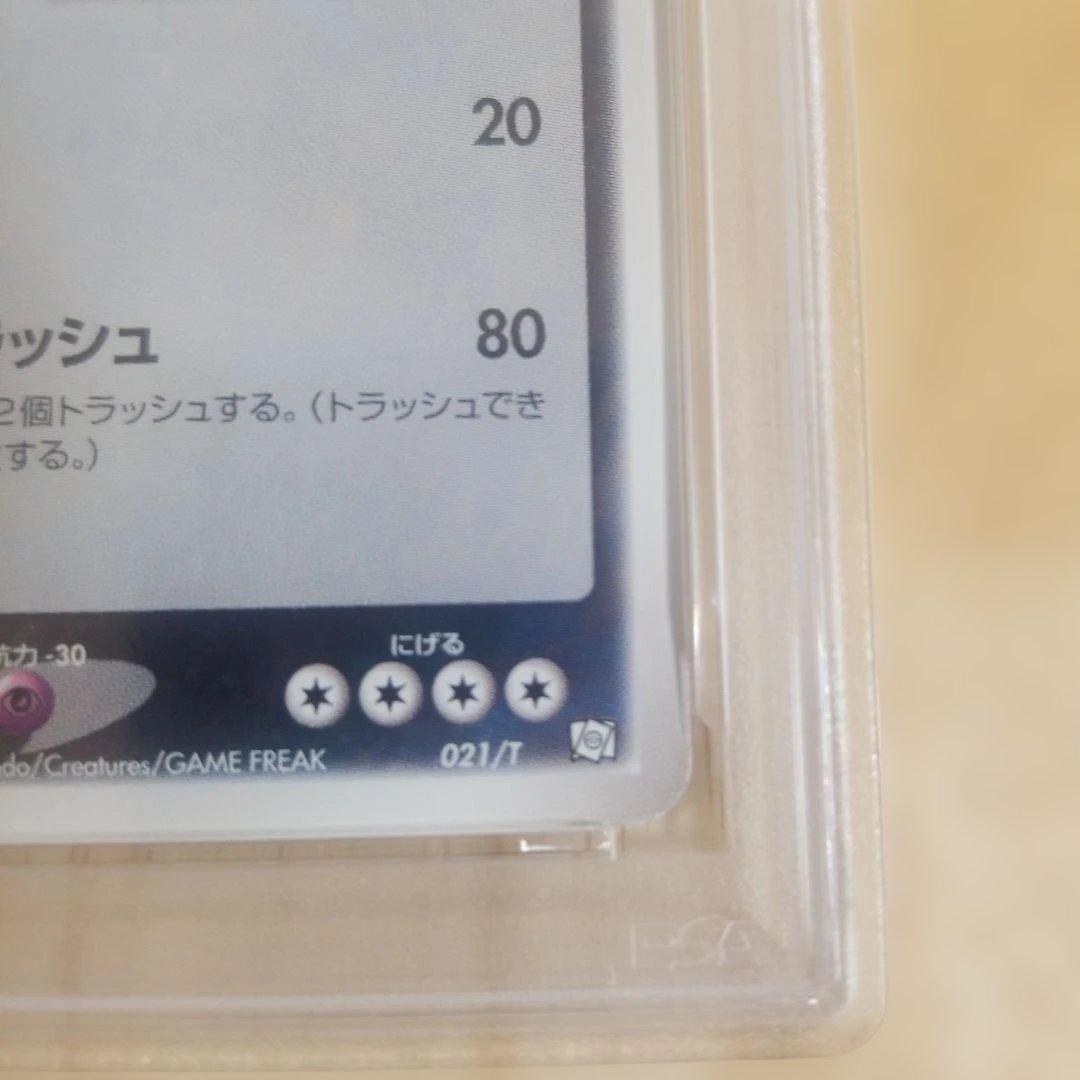 20
ラッシュ 80
2個トラッシュする。（トラッシュでき
する。）
抗力 -30 にげる
do/Creatures/GAME FREAK 021/T
PSA